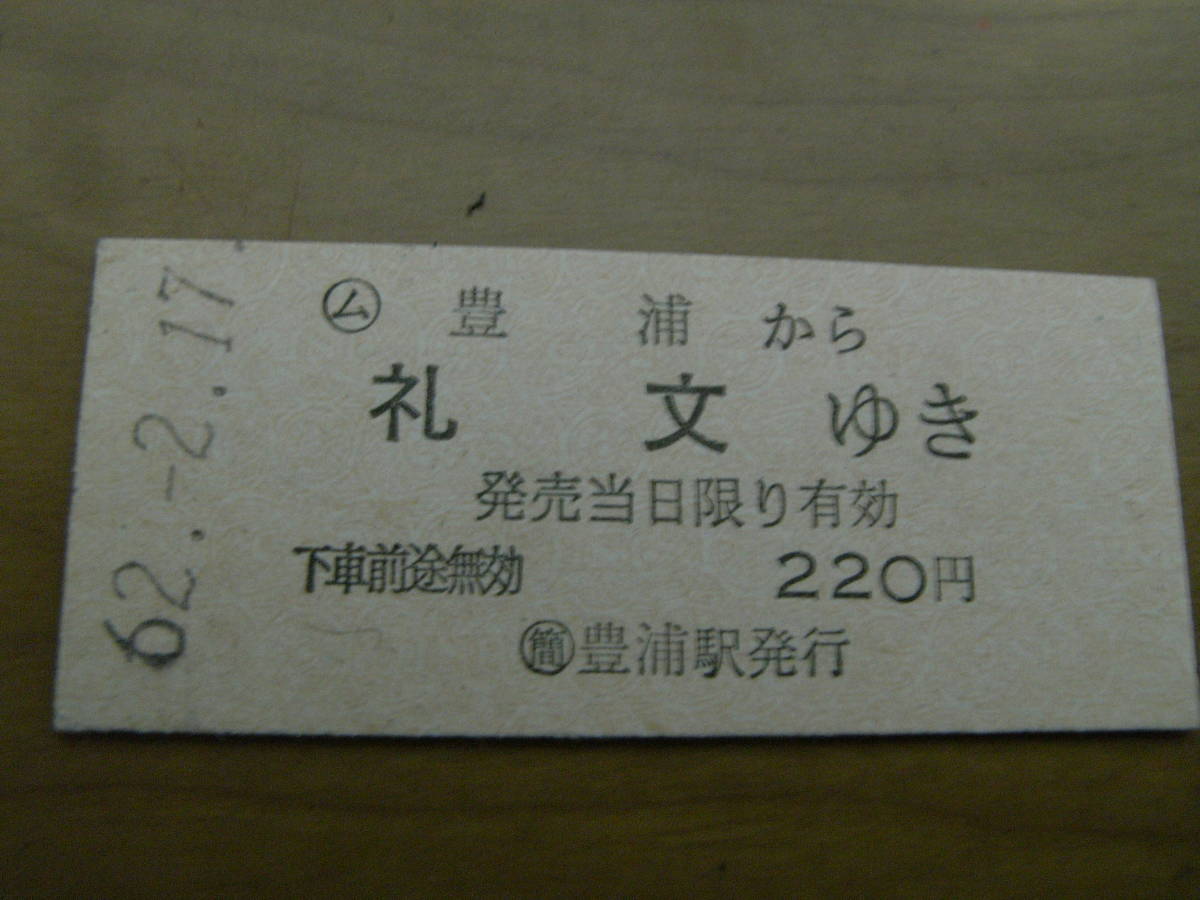 62.-2.17
㋰ 豊 浦 から
礼 文 ゆき
発売当日限り有効
下車前途無効 220円
簡 豊浦駅発行